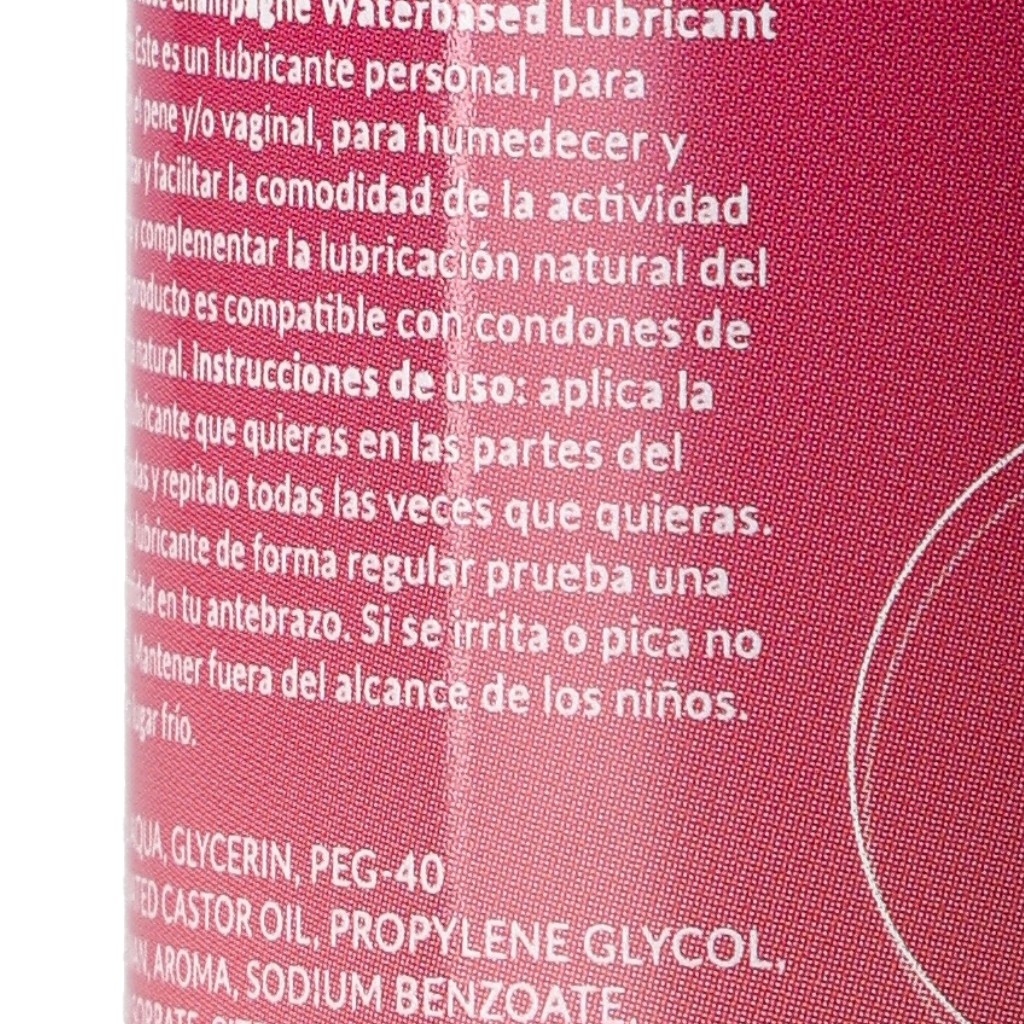 Champagne Waterbased Lubricant
Este es un lubricante personal, para
el pene y/o vaginal, para humedecer y
y facilitar la comodidad de la actividad
y complementar la lubricación natural del
producto es compatible con condones de
natural. Instrucciones de uso: aplica la
lubricante que quieras en las partes del
y repítalo todas las veces que quieras.
lubricante de forma regular prueba una
en tu antebrazo. Si se irrita o pica no
Mantener fuera del alcance de los niños.
lugar frío.
AQUA, GLYCERIN, PEG-40
CASTOR OIL, PROPYLENE GLYCOL,
AROMA, SODIUM BENZOATE,